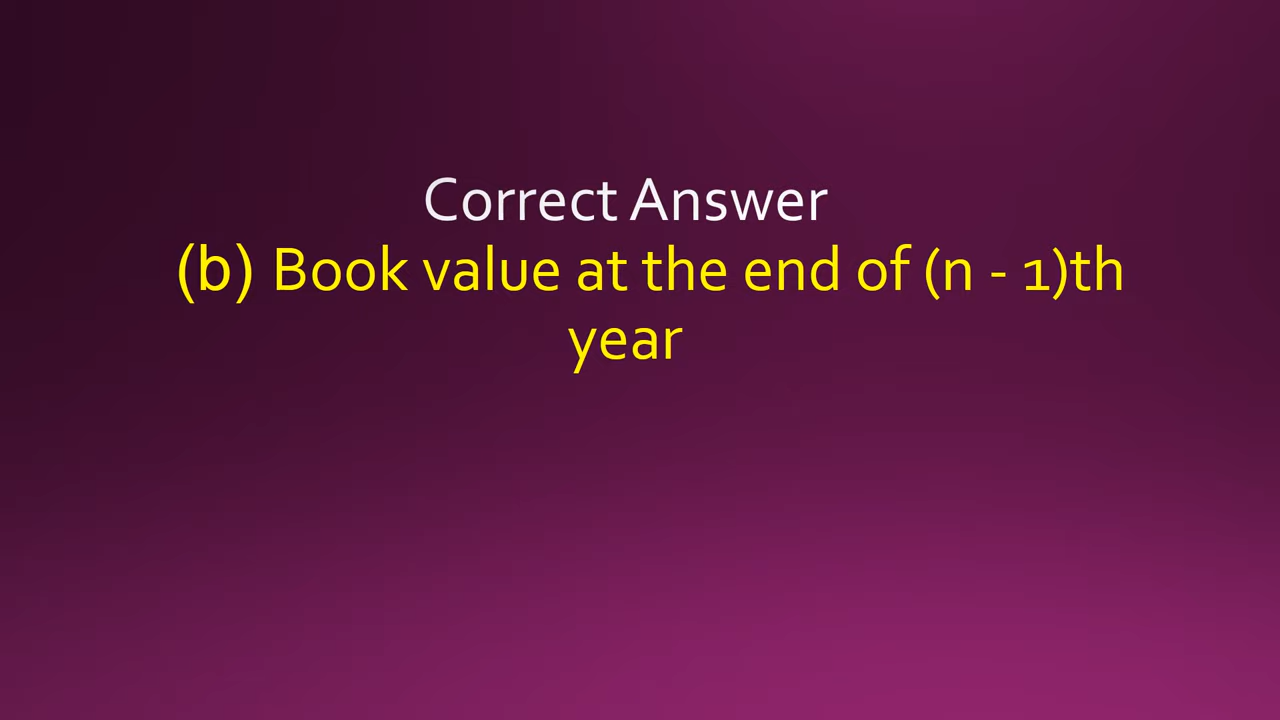 Correct Answer
(b) Book value at the end of (n - 1)th
year